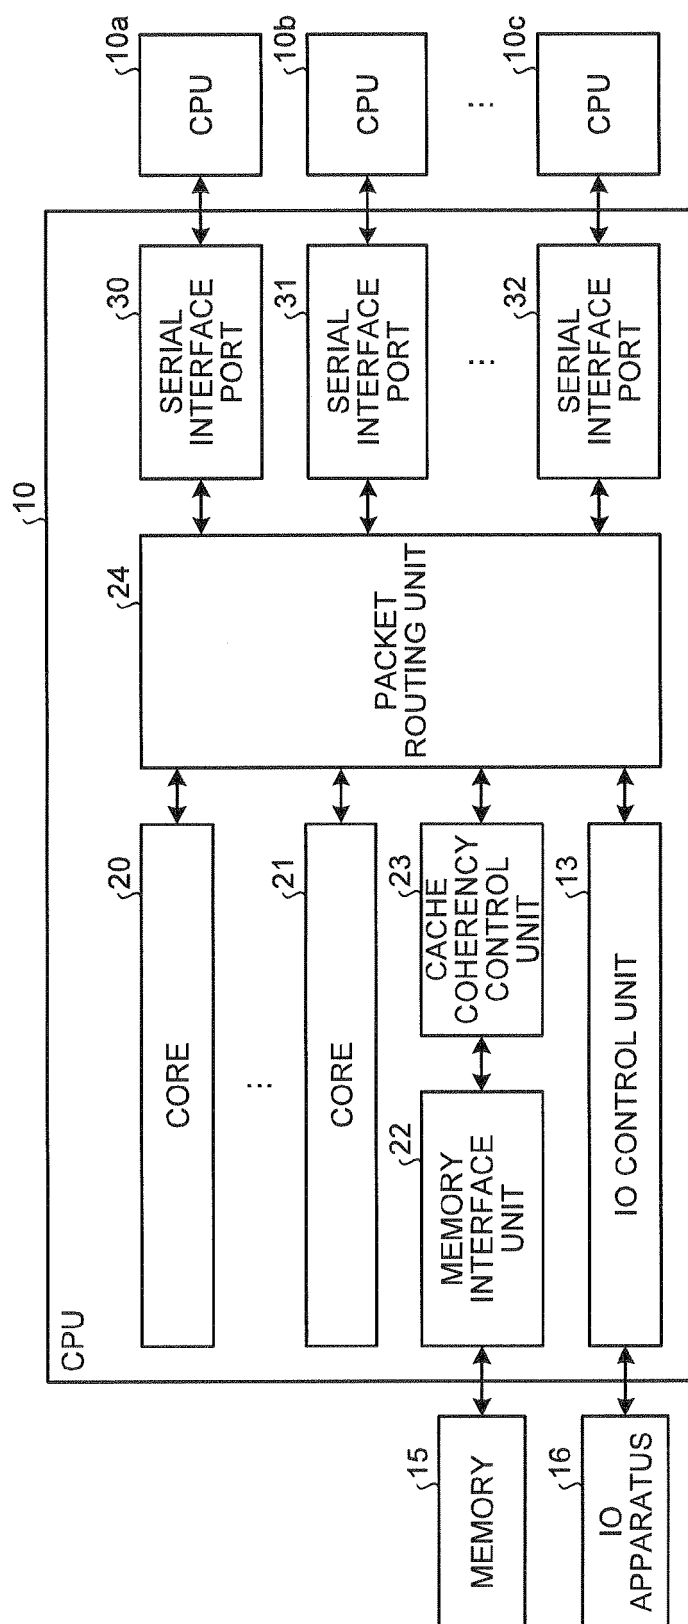 10
CPU
15
MEMORY
16
IO
APPARATUS
20
CORE
⋮
21
CORE
22
MEMORY
INTERFACE
UNIT
23
CACHE
COHERENCY
CONTROL
UNIT
13
IO CONTROL UNIT
24
PACKET
ROUTING UNIT
30
SERIAL
INTERFACE
PORT
31
SERIAL
INTERFACE
PORT
⋮
32
SERIAL
INTERFACE
PORT
10a
CPU
10b
CPU
⋮
10c
CPU